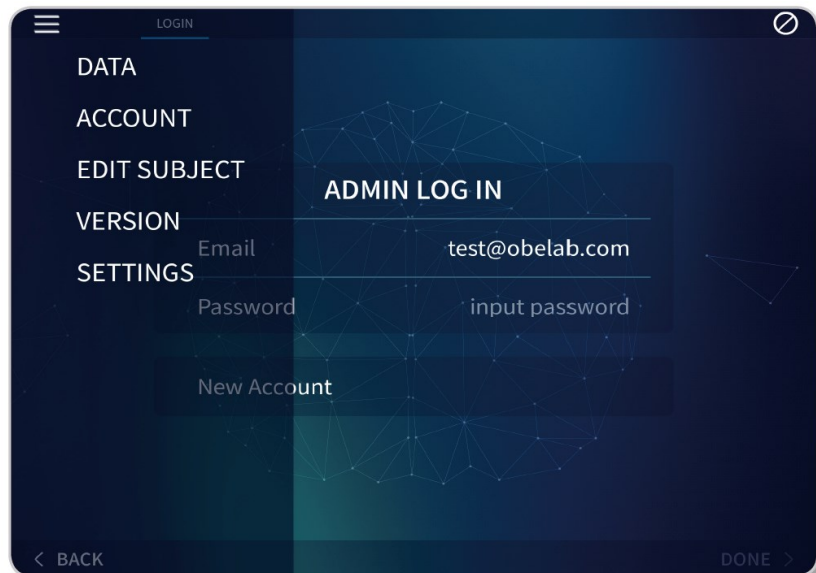 LOGIN
DATA
ACCOUNT
EDIT SUBJECT
VERSION
SETTINGS
ADMIN LOG IN
Email test@obelab.com
Password input password
New Account
BACK DONE